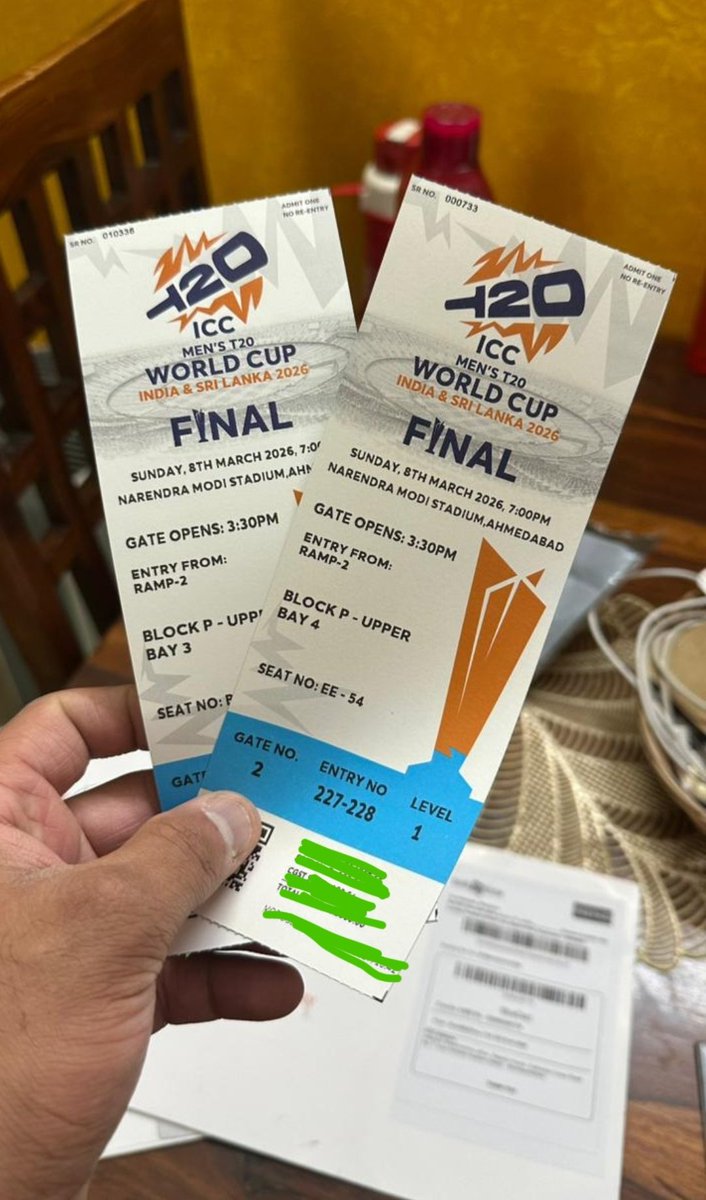 SR NO. 010336
ADMIT ONE
NO RE-ENTRY
T20
ICC
MEN'S T20
WORLD CUP
INDIA & SRI LANKA 2026
FINAL
SUNDAY, 8TH MARCH 2026, 7:0
NARENDRA MODI STADIUM,AHM
GATE OPENS: 3:30PM
ENTRY FROM:
RAMP-2
BLOCK P - UPP
BAY 3
SEAT NO:
GAT
SR NO. 000733
ADMIT ONE
NO RE-ENTRY
T20
ICC
MEN'S T20
WORLD CUP
INDIA & SRI LANKA 2026
FINAL
SUNDAY, 8TH MARCH 2026, 7:00PM
NARENDRA MODI STADIUM,AHMEDABAD
GATE OPENS: 3:30PM
ENTRY FROM:
RAMP-2
BLOCK P - UPPER
BAY 4
SEAT NO: EE - 54
GATE NO.
2
ENTRY NO
227-228
LEVEL
1
CGST
TOTAL